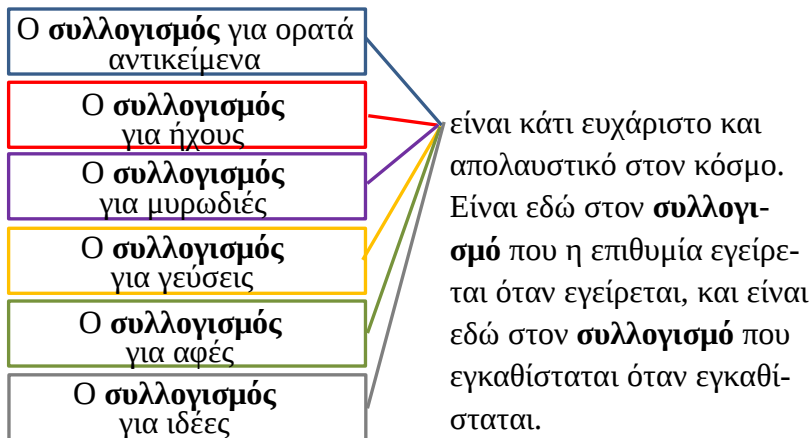 Ο συλλογισμός για ορατά
αντικείμενα
Ο συλλογισμός
για ήχους
Ο συλλογισμός
για μυρωδιές
Ο συλλογισμός
για γεύσεις
Ο συλλογισμός
για αφές
Ο συλλογισμός
για ιδέες
είναι κάτι ευχάριστο και
απολαυστικό στον κόσμο.
Είναι εδώ στον συλλογι-
σμό που η επιθυμία εγείρε-
ται όταν εγείρεται, και είναι
εδώ στον συλλογισμό που
εγκαθίσταται όταν εγκαθί-
σταται.